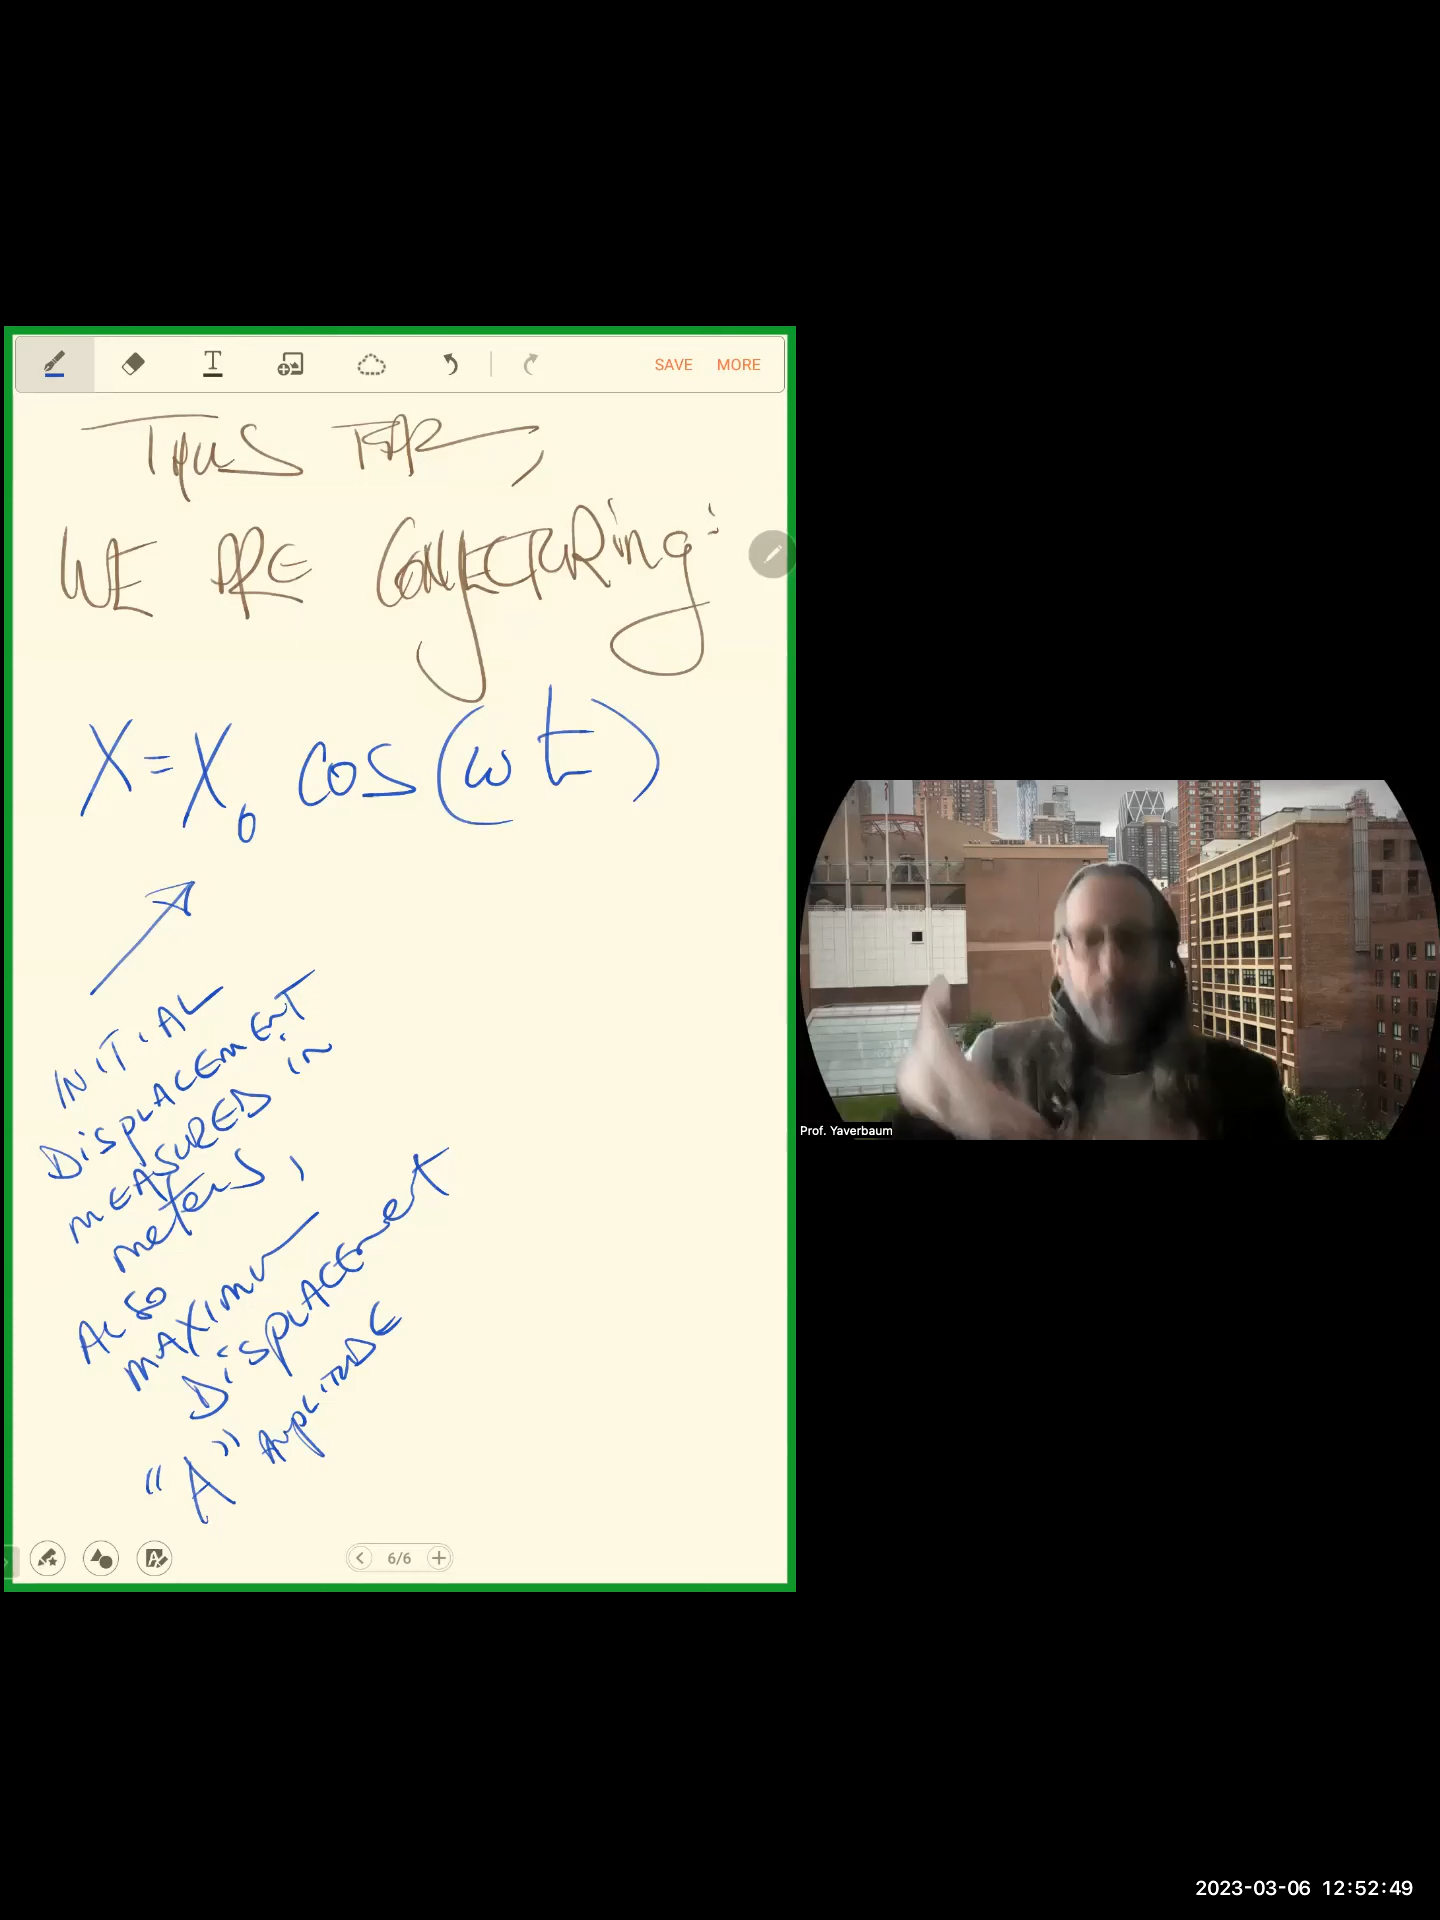 SAVE MORE
THUS FAR,
WE ARE CONJECTURing:
X = X₀ cos(ωt)
INITIAL
DISPLACEMENT
MEASURED in
meters,
ALSO
MAXIMUM
DISPLACEMENT
"A" AMPLITUDE
6/6
Prof. Yaverbaum
2023-03-06 12:52:49